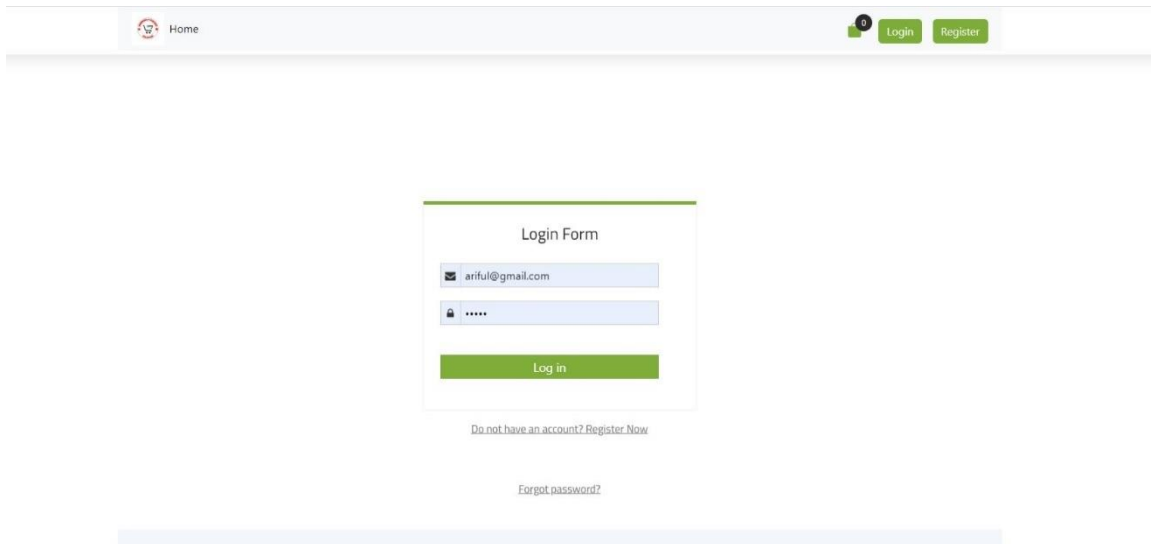 Home
0
Login
Register
Login Form
ariful@gmail.com
•••••
Log in
Do not have an account? Register Now
Forgot password?